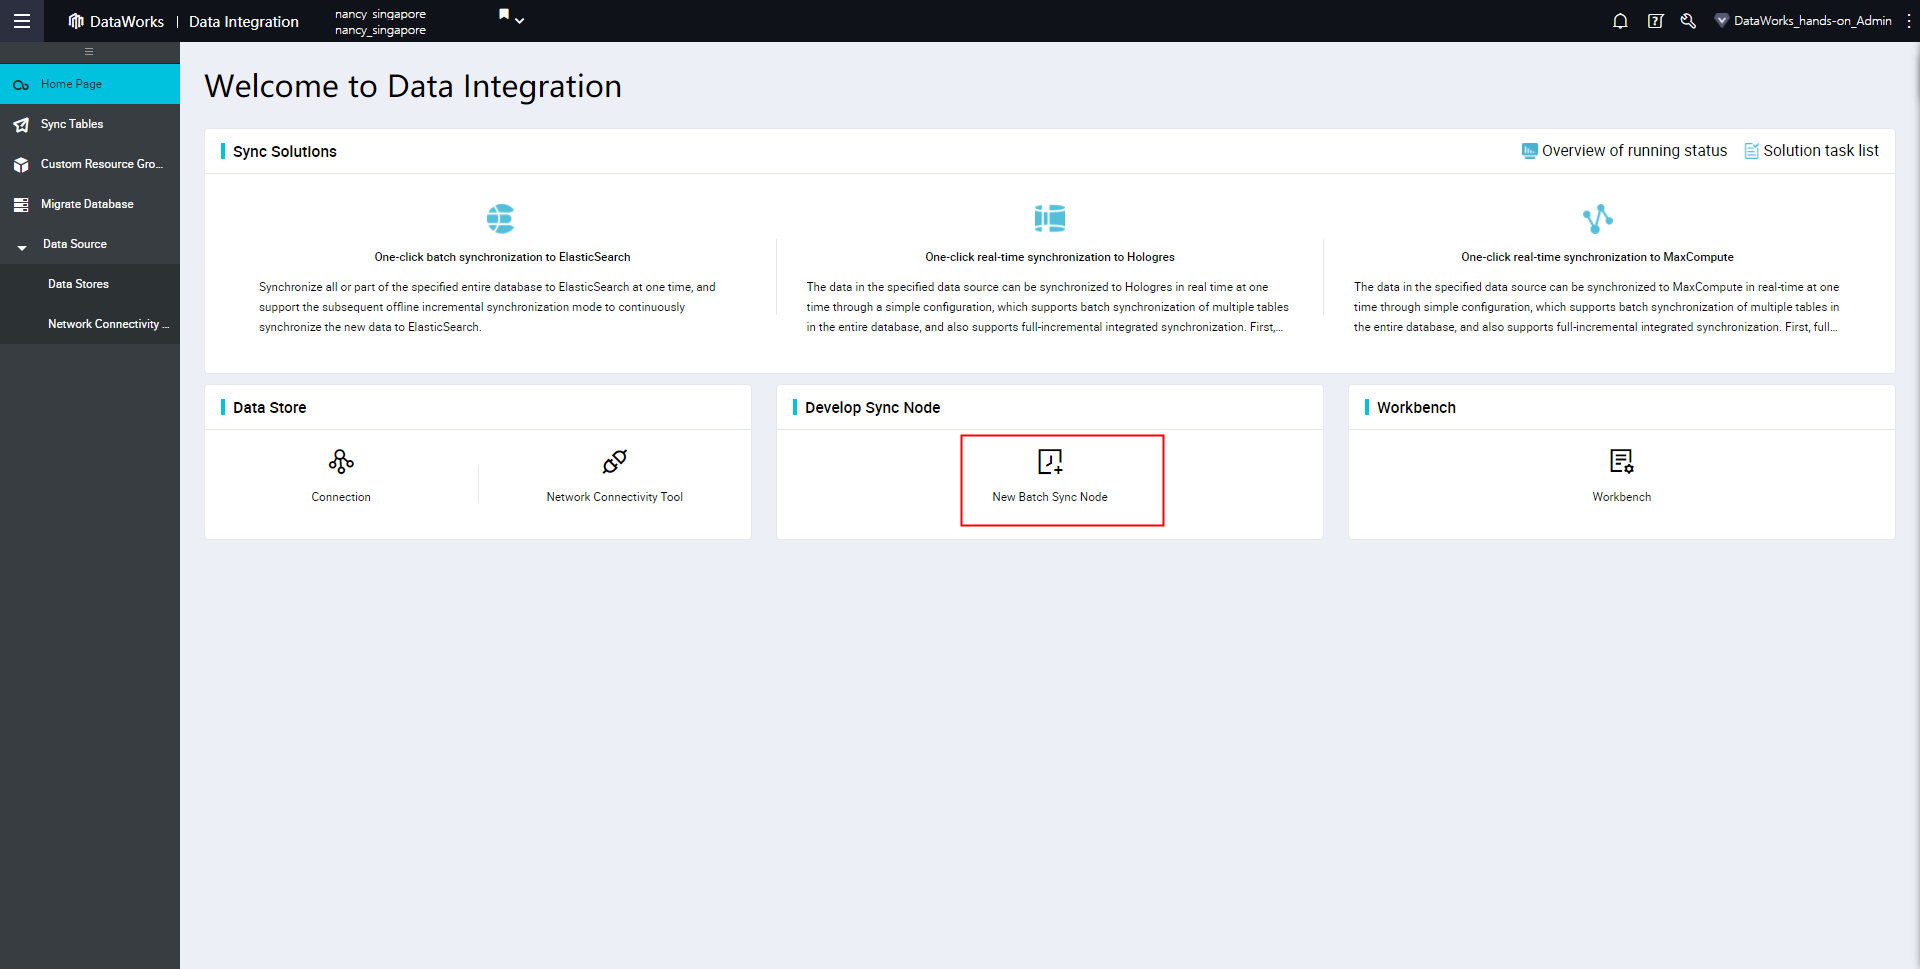 DataWorks | Data Integration
nancy_singapore
nancy_singapore
DataWorks_hands-on_Admin
Home Page
Sync Tables
Custom Resource Gro...
Migrate Database
Data Source
Data Stores
Network Connectivity ...
Welcome to Data Integration
Sync Solutions
Overview of running status
Solution task list
One-click batch synchronization to ElasticSearch
Synchronize all or part of the specified entire database to ElasticSearch at one time, and
support the subsequent offline incremental synchronization mode to continuously
synchronize the new data to ElasticSearch.
One-click real-time synchronization to Hologres
The data in the specified data source can be synchronized to Hologres in real time at one
time through a simple configuration, which supports batch synchronization of multiple tables
in the entire database, and also supports full-incremental integrated synchronization. First,...
One-click real-time synchronization to MaxCompute
The data in the specified data source can be synchronized to MaxCompute in real-time at one
time through simple configuration, which supports batch synchronization of multiple tables in
the entire database, and also supports full-incremental integrated synchronization. First, full...
Data Store
Connection
Network Connectivity Tool
Develop Sync Node
New Batch Sync Node
Workbench
Workbench